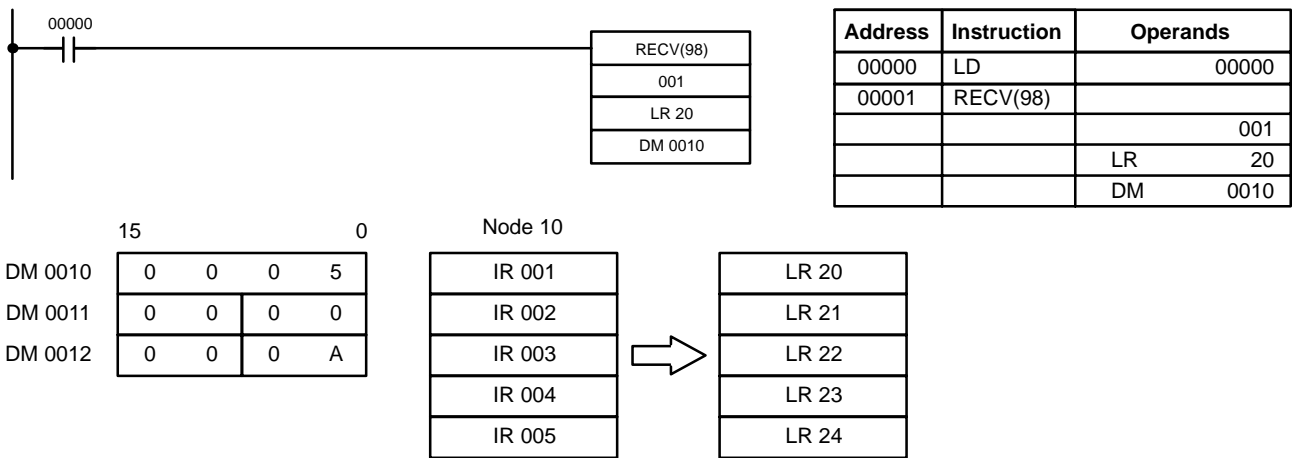 00000
RECV(98)
001
LR 20
DM 0010
Address Instruction Operands
00000 LD 00000
00001 RECV(98)
001
LR 20
DM 0010
15 0
DM 0010 0 0 0 5
DM 0011 0 0 0 0
DM 0012 0 0 0 A
Node 10
IR 001
IR 002
IR 003
IR 004
IR 005
LR 20
LR 21
LR 22
LR 23
LR 24